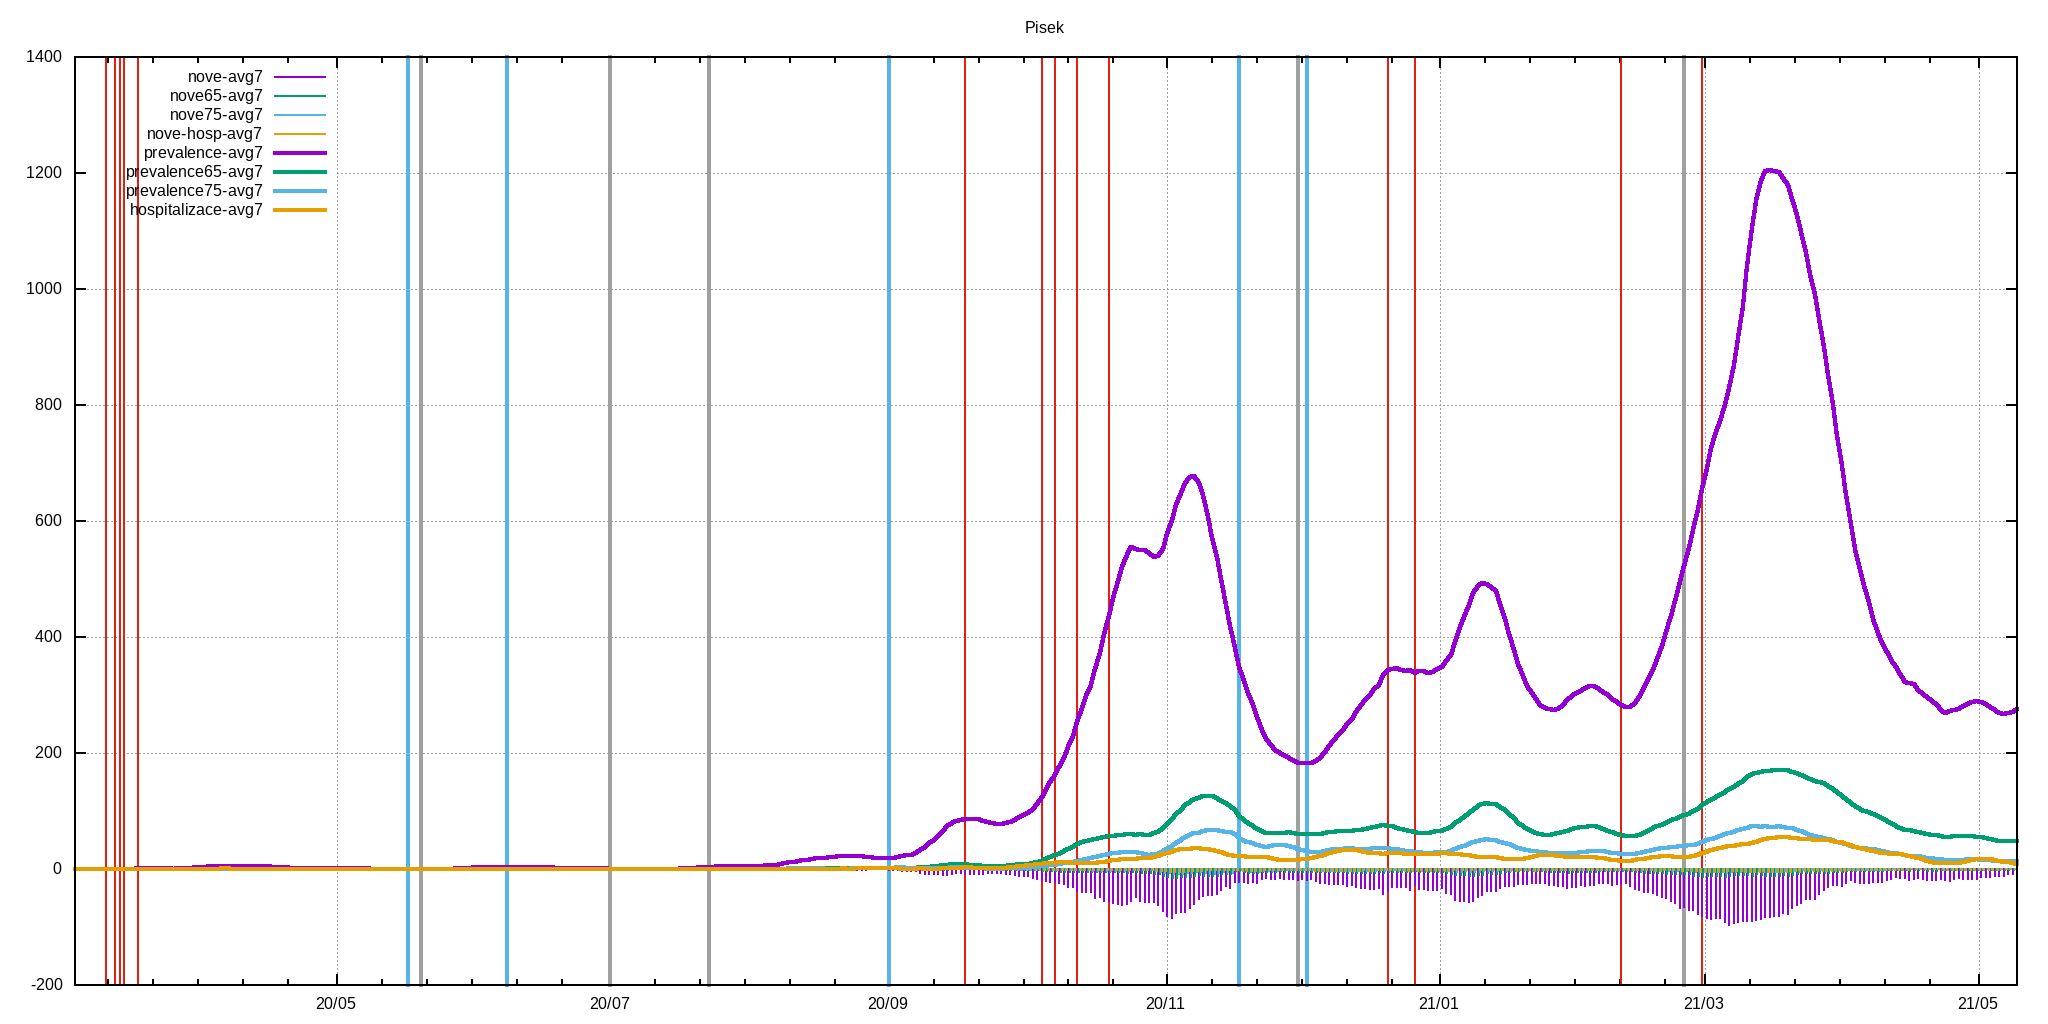 Pisek
1400
1200
1000
800
600
400
200
0
-200
nove-avg7
nove65-avg7
nove75-avg7
nove-hosp-avg7
prevalence-avg7
prevalence65-avg7
prevalence75-avg7
hospitalizace-avg7
20/05 20/07 20/09 20/11 21/01 21/03 21/05